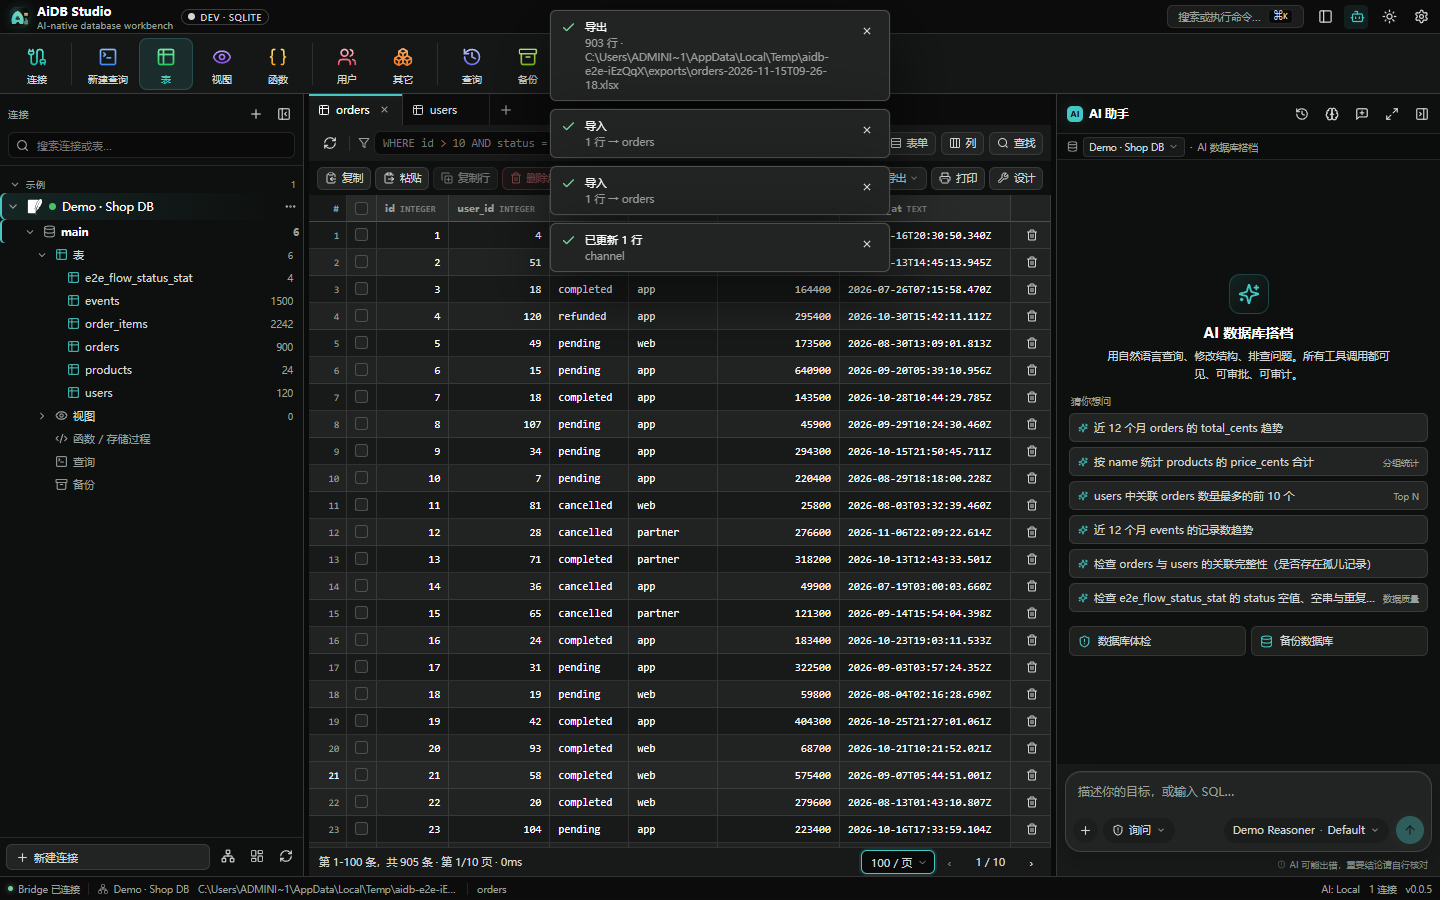 AiDB Studio
AI-native database workbench
DEV · SQLITE
搜索或执行命令...
⌘K
连接
新建查询
表
视图
函数
用户
其它
查询
备份
导出
903 行 ·
C:\Users\ADMINI~1\AppData\Local\Temp\aidb-
e2e-iEzQqX\exports\orders-2026-11-15T09-26-
18.xlsx
导入
1 行 → orders
导入
1 行 → orders
已更新 1 行
channel
连接
搜索连接或表...
示例 1
Demo · Shop DB
main 6
表 6
e2e_flow_status_stat 4
events 1500
order_items 2242
orders 900
products 24
users 120
视图 0
函数 / 存储过程
查询
备份
新建连接
orders
users
WHERE id > 10 AND status =
表单
列
查找
复制
粘贴
复制行
删除
导出
打印
设计
# id INTEGER user_id INTEGER at TEXT
1 1 4 -16T20:30:50.340Z
2 2 51 -13T14:45:13.945Z
3 3 18 completed app 164400 2026-07-26T07:15:58.470Z
4 4 120 refunded app 295400 2026-10-30T15:42:11.112Z
5 5 49 pending web 173500 2026-08-30T13:09:01.813Z
6 6 15 pending app 640900 2026-09-20T05:39:10.956Z
7 7 18 completed app 143500 2026-10-28T10:44:29.785Z
8 8 107 pending app 45900 2026-09-29T10:24:30.460Z
9 9 34 pending app 294300 2026-10-15T21:50:45.711Z
10 10 7 pending app 220400 2026-08-29T18:18:00.228Z
11 11 81 cancelled web 25800 2026-08-03T03:32:39.460Z
12 12 28 cancelled partner 276600 2026-11-06T22:09:22.614Z
13 13 71 completed partner 318200 2026-10-13T12:43:33.501Z
14 14 36 cancelled app 49900 2026-07-19T03:00:03.660Z
15 15 65 cancelled partner 121300 2026-09-14T15:54:04.398Z
16 16 24 completed app 183400 2026-10-23T19:03:11.533Z
17 17 31 pending app 322500 2026-09-03T03:57:24.352Z
18 18 19 pending web 59800 2026-08-04T02:16:28.690Z
19 19 42 completed app 404300 2026-10-25T21:27:01.061Z
20 20 93 completed web 68700 2026-10-21T10:21:52.021Z
21 21 58 completed web 575400 2026-09-07T05:44:51.001Z
22 22 20 completed web 279600 2026-08-13T01:43:10.807Z
23 23 104 pending app 223400 2026-10-16T17:33:59.104Z
第 1-100 条，共 905 条 · 第 1/10 页 · 0ms
100 / 页
‹ 1 / 10 ›
AI AI 助手
Demo · Shop DB · AI 数据库搭档
AI 数据库搭档
用自然语言查询、修改结构、排查问题。所有工具调用都可
见、可审批、可审计。
猜你想问
近 12 个月 orders 的 total_cents 趋势
按 name 统计 products 的 price_cents 合计 分组统计
users 中关联 orders 数量最多的前 10 个 Top N
近 12 个月 events 的记录数趋势
检查 orders 与 users 的关联完整性（是否存在孤儿记录）
检查 e2e_flow_status_stat 的 status 空值、空串与重复... 数据质量
数据库体检
备份数据库
描述你的目标，或输入 SQL...
询问
Demo Reasoner · Default
AI 可能出错，重要结论请自行核对
Bridge 已连接
Demo · Shop DB
C:\Users\ADMINI~1\AppData\Local\Temp\aidb-e2e-iE...
orders
AI: Local
1 连接
v0.0.5